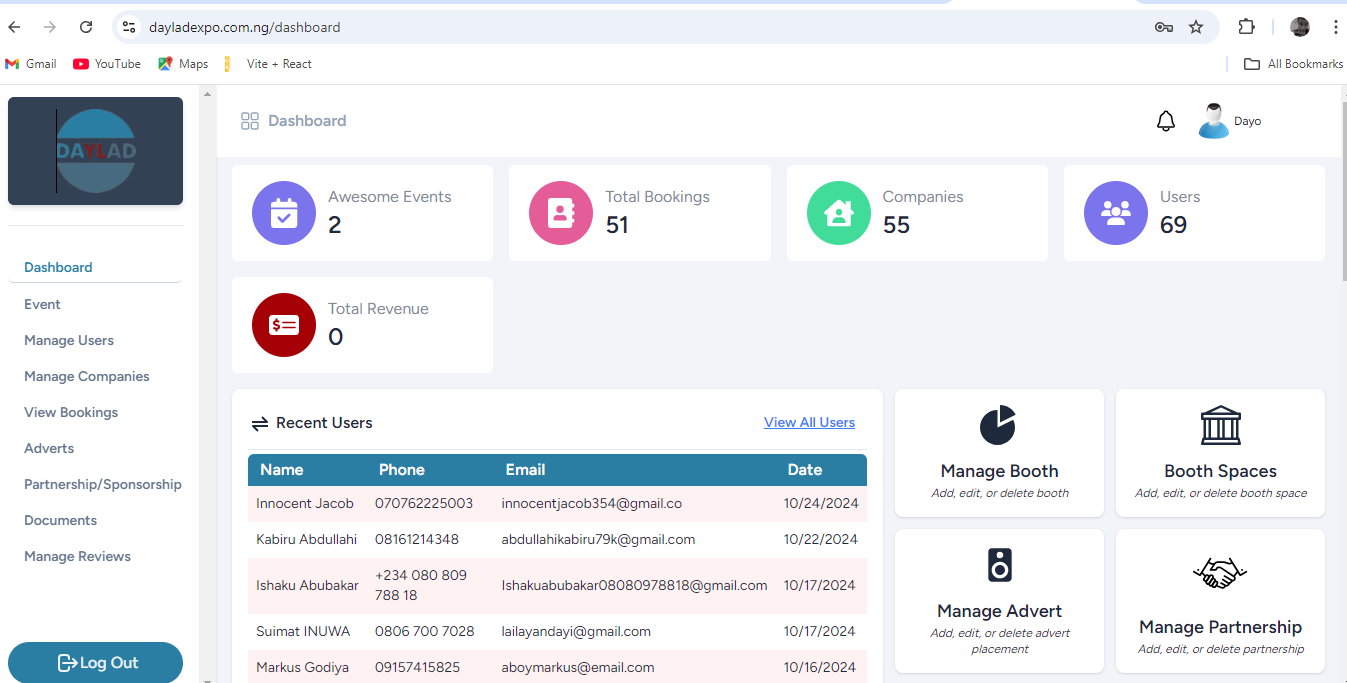 dayladexpo.com.ng/dashboard
Gmail
YouTube
Maps
Vite + React
All Bookmarks
DAYLAD
Dashboard
Event
Manage Users
Manage Companies
View Bookings
Adverts
Partnership/Sponsorship
Documents
Manage Reviews
Log Out
Dashboard
Dayo
Awesome Events
2
Total Bookings
51
Companies
55
Users
69
Total Revenue
0
Recent Users
View All Users
Name Phone Email Date
Innocent Jacob 070762225003 innocentjacob354@gmail.co 10/24/2024
Kabiru Abdullahi 08161214348 abdullahikabiru79k@gmail.com 10/22/2024
Ishaku Abubakar +234 080 809 Ishakuabubakar08080978818@gmail.com 10/17/2024
788 18
Suimat INUWA 0806 700 7028 lailayandayi@gmail.com 10/17/2024
Markus Godiya 09157415825 aboymarkus@email.com 10/16/2024
Manage Booth
Add, edit, or delete booth
Booth Spaces
Add, edit, or delete booth space
Manage Advert
Add, edit, or delete advert
placement
Manage Partnership
Add, edit, or delete partnership